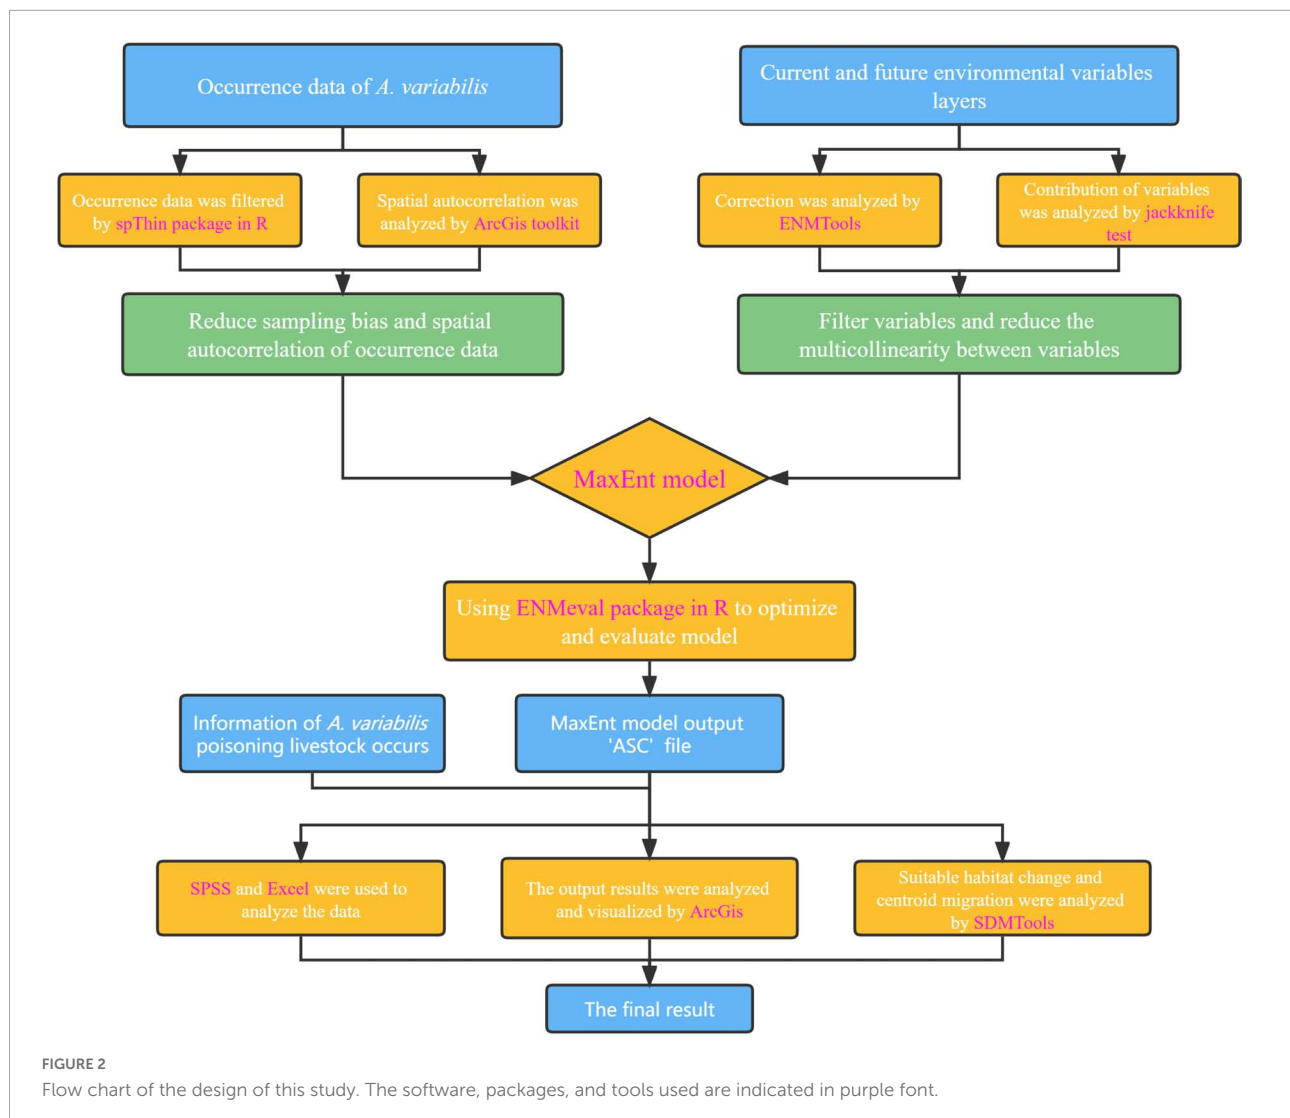 Occurrence data of A. variabilis
Current and future environmental variables
layers
Occurrence data was filtered
by spThin package in R
Spatial autocorrelation was
analyzed by ArcGis toolkit
Correction was analyzed by
ENMTools
Contribution of variables
was analyzed by jackknife
test
Reduce sampling bias and spatial
autocorrelation of occurrence data
Filter variables and reduce the
multicollinearity between variables
MaxEnt model
Using ENMeval package in R to optimize
and evaluate model
Information of A. variabilis
poisoning livestock occurs
MaxEnt model output
'ASC' file
SPSS and Excel were used to
analyze the data
The output results were analyzed
and visualized by ArcGis
Suitable habitat change and
centroid migration were analyzed
by SDMTools
The final result
FIGURE 2
Flow chart of the design of this study. The software, packages, and tools used are indicated in purple font.